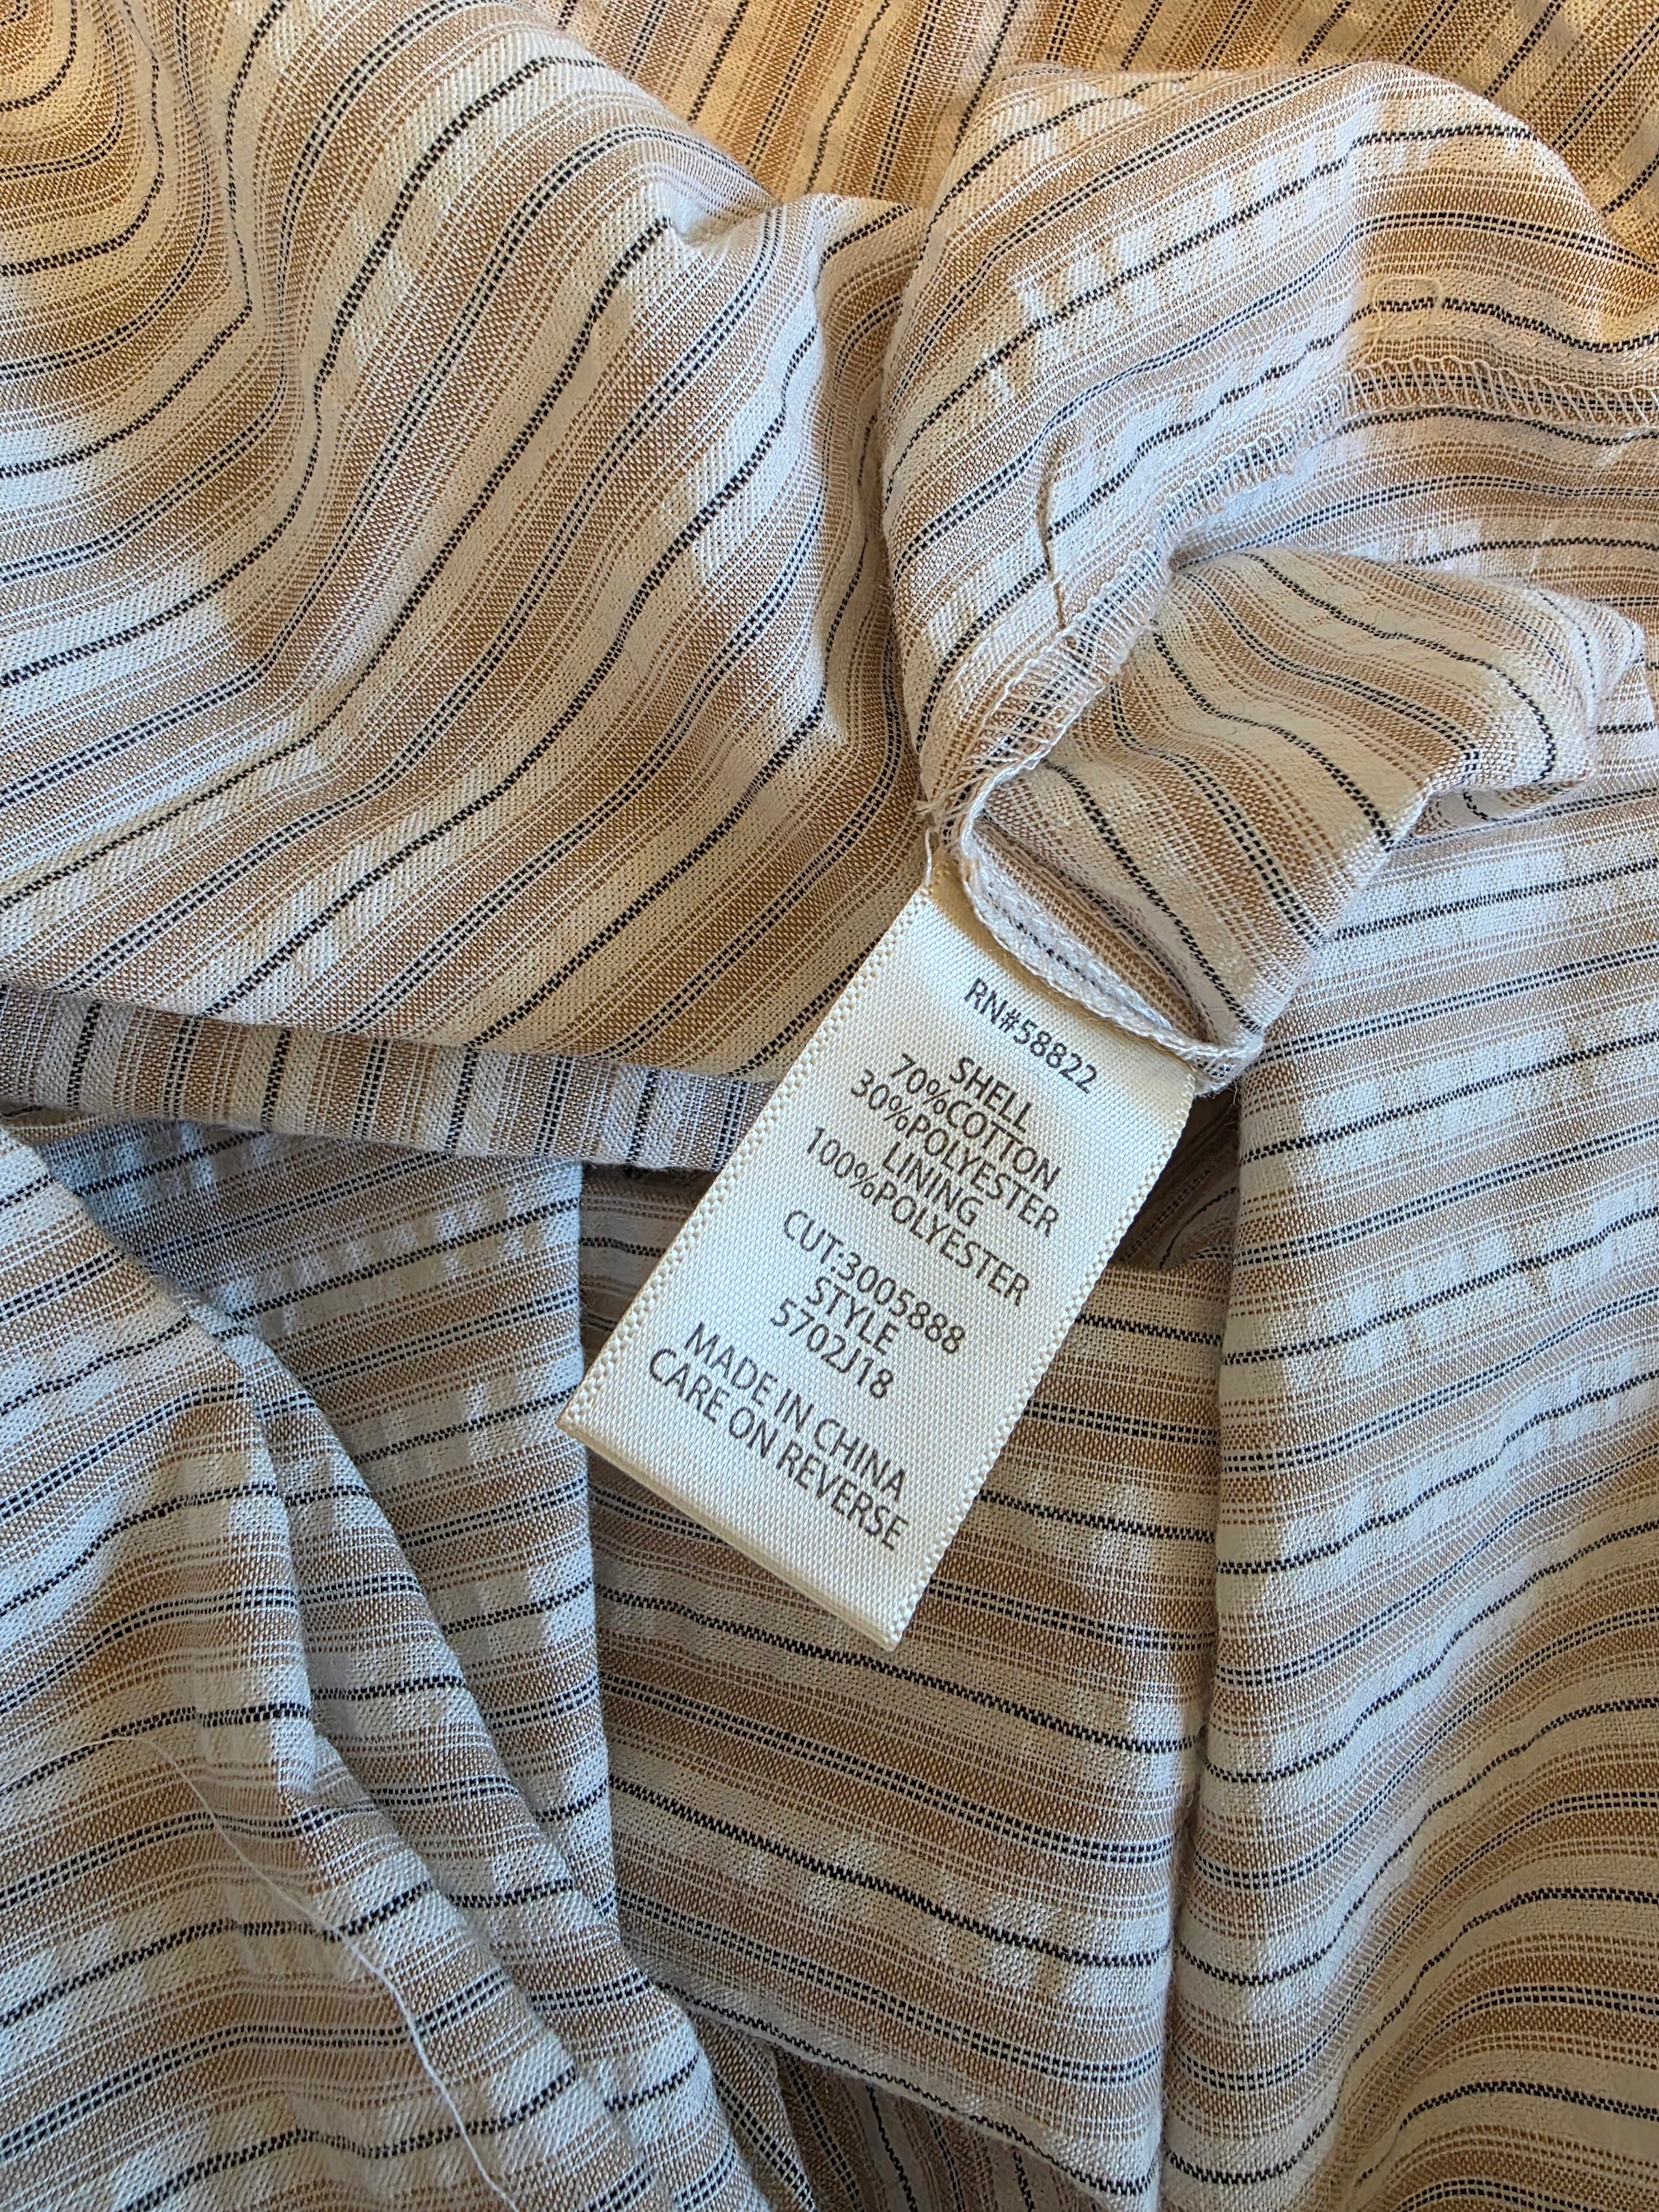 RN#58822
SHELL
70%COTTON
30%POLYESTER
LINING
100%POLYESTER
CUT:3005888
STYLE
5702J18
MADE IN CHINA
CARE ON REVERSE